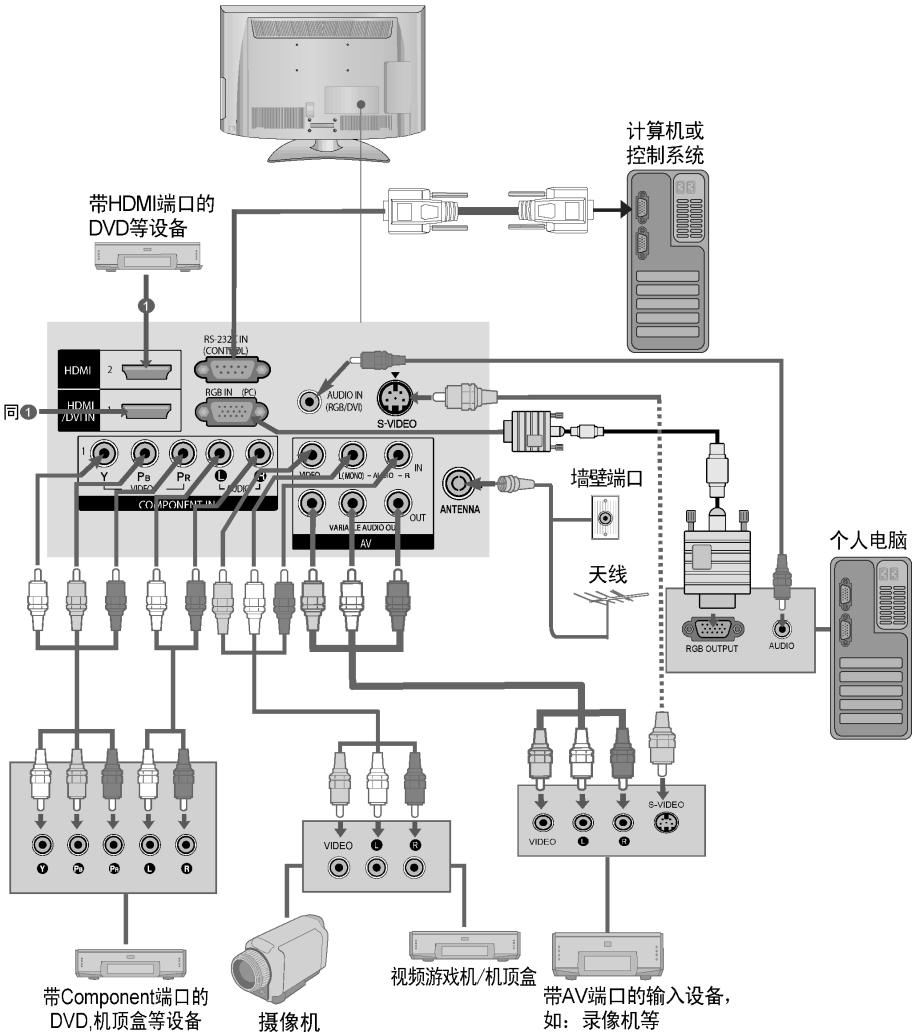 计算机或
控制系统
带HDMI端口的
DVD等设备
1
RS-232C IN
(CONTROL)
HDMI
2
RGB IN (PC)
HDMI
/DVI IN
1
同1
AUDIO IN
(RGB/DVI)
S-VIDEO
1
Y
PB
PR
L
R
VIDEO
AUDIO
COMPONENT IN
VIDEO
L(MONO) - AUDIO - R
IN
OUT
VARIABLE AUDIO OUT
AV
ANTENNA
墙壁端口
天线
个人电脑
RGB OUTPUT
AUDIO
Y
PB
PR
L
R
VIDEO
L
R
VIDEO
L
R
S-VIDEO
带Component端口的
DVD,机顶盒等设备
摄像机
视频游戏机/机顶盒
带AV端口的输入设备，
如：录像机等